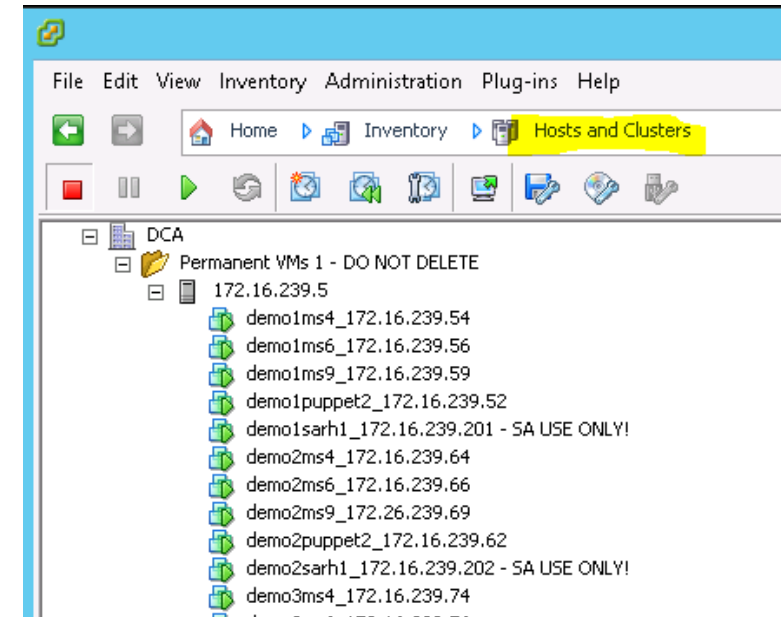 File Edit View Inventory Administration Plug-ins Help
Home Inventory Hosts and Clusters
DCA
Permanent VMs 1 - DO NOT DELETE
172.16.239.5
demo1ms4_172.16.239.54
demo1ms6_172.16.239.56
demo1ms9_172.16.239.59
demo1puppet2_172.16.239.52
demo1sarh1_172.16.239.201 - SA USE ONLY!
demo2ms4_172.16.239.64
demo2ms6_172.16.239.66
demo2ms9_172.26.239.69
demo2puppet2_172.16.239.62
demo2sarh1_172.16.239.202 - SA USE ONLY!
demo3ms4_172.16.239.74